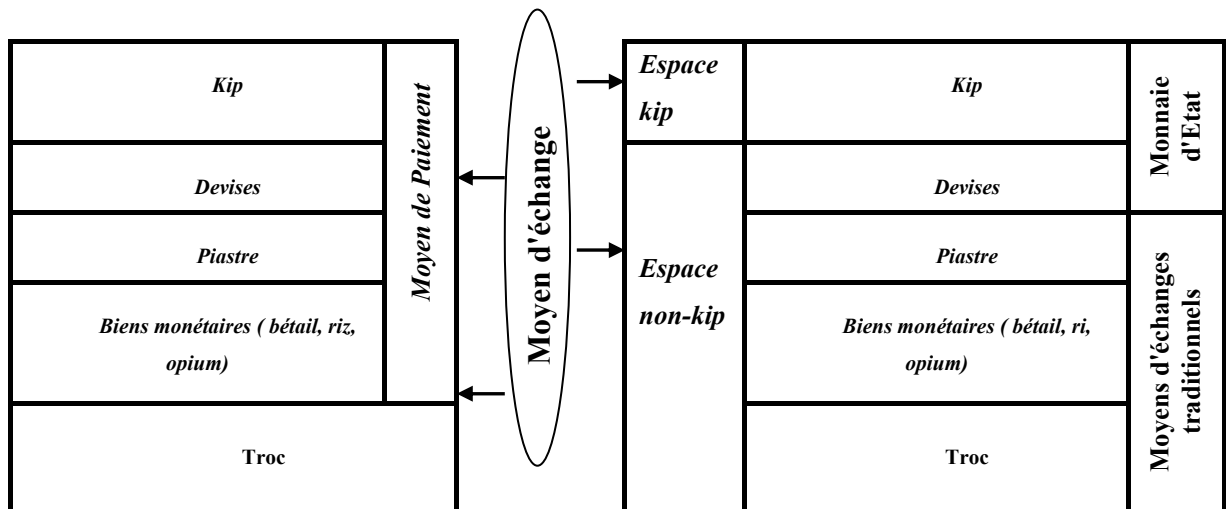 Kip
Devises
Piastre
Biens monétaires ( bétail, riz,
opium)
Troc
Moyen de Paiement
Moyen d'échange
Espace
kip
Espace
non-kip
Kip
Devises
Piastre
Biens monétaires ( bétail, ri,
opium)
Troc
Monnaie
d'Etat
Moyens d'échanges
traditionnels